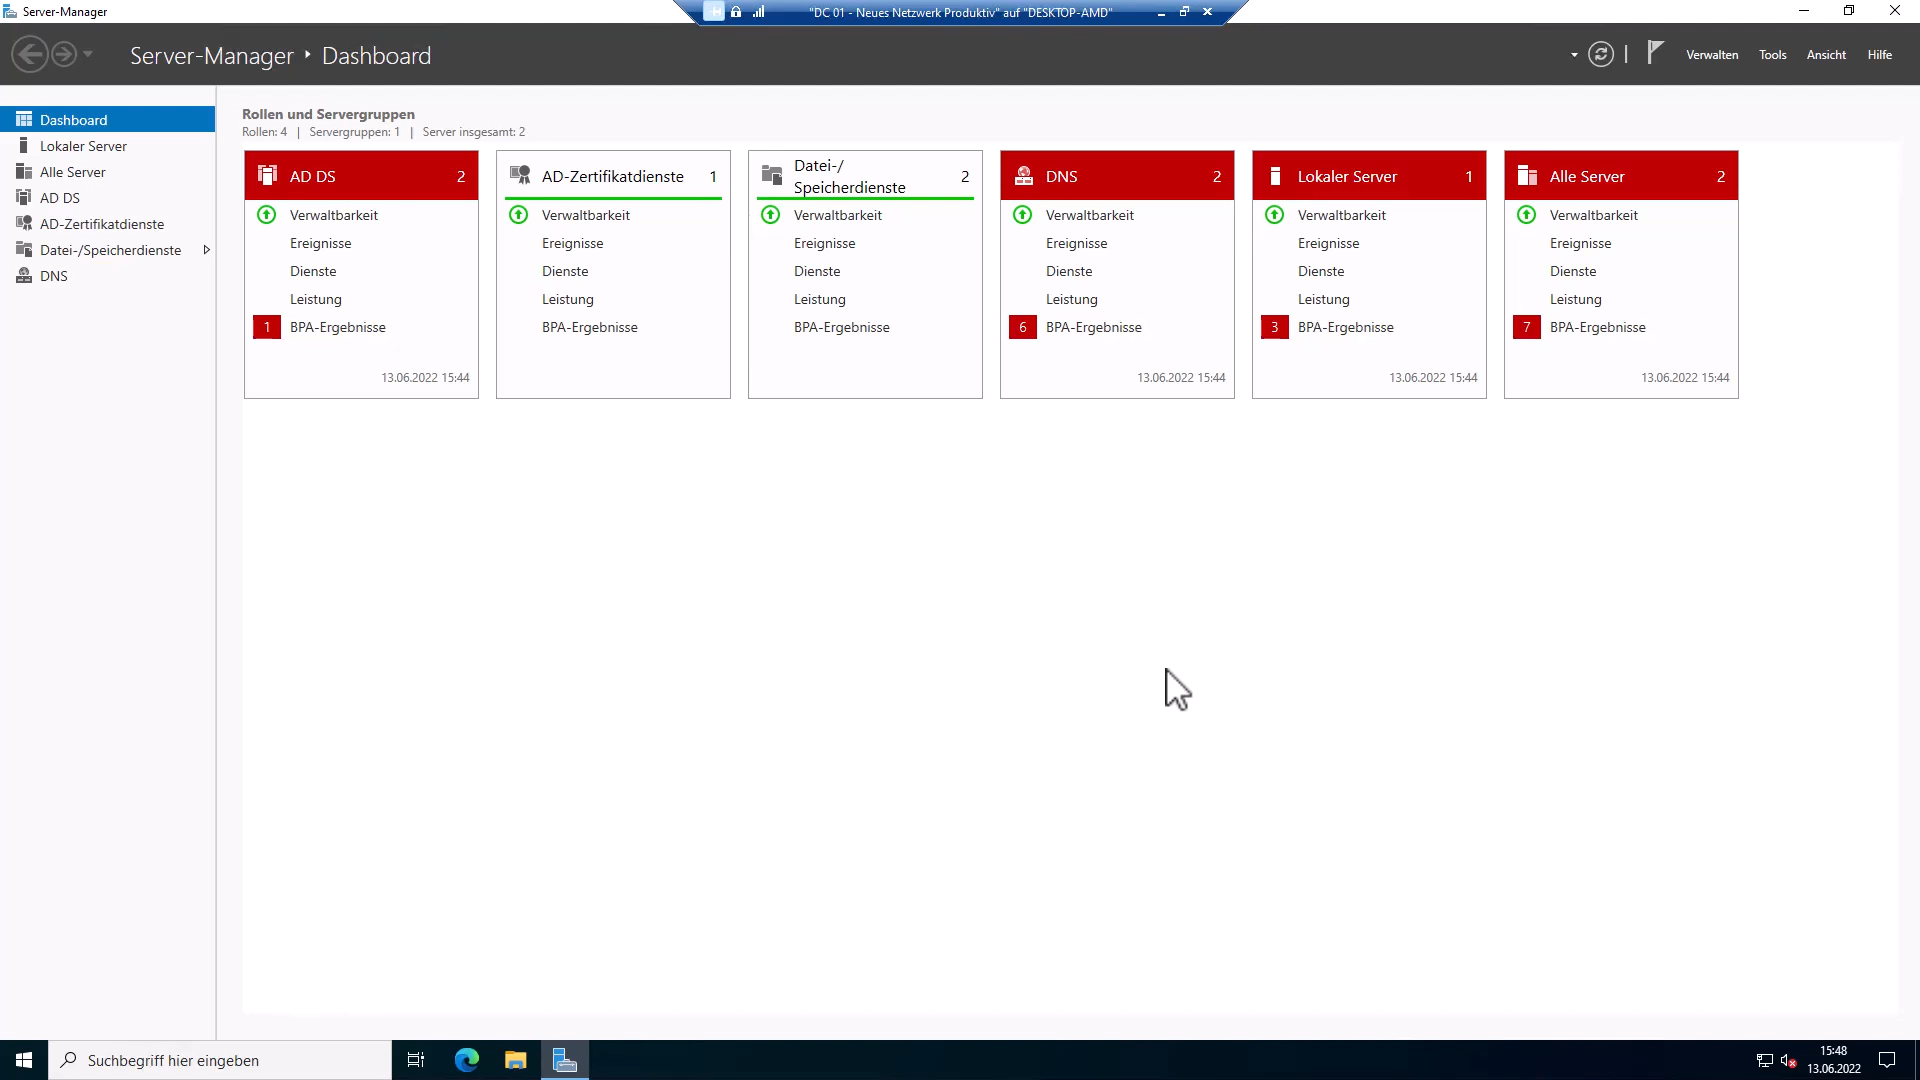 Server-Manager
"DC 01 - Neues Netzwerk Produktiv" auf "DESKTOP-AMD"
Server-Manager ‣ Dashboard
Verwalten Tools Ansicht Hilfe
Dashboard
Lokaler Server
Alle Server
AD DS
AD-Zertifikatdienste
Datei-/Speicherdienste
DNS
Rollen und Servergruppen
Rollen: 4 | Servergruppen: 1 | Server insgesamt: 2
AD DS 2
Verwaltbarkeit
Ereignisse
Dienste
Leistung
1 BPA-Ergebnisse
13.06.2022 15:44
AD-Zertifikatdienste 1
Verwaltbarkeit
Ereignisse
Dienste
Leistung
BPA-Ergebnisse
Datei-/
Speicherdienste 2
Verwaltbarkeit
Ereignisse
Dienste
Leistung
BPA-Ergebnisse
DNS 2
Verwaltbarkeit
Ereignisse
Dienste
Leistung
6 BPA-Ergebnisse
13.06.2022 15:44
Lokaler Server 1
Verwaltbarkeit
Ereignisse
Dienste
Leistung
3 BPA-Ergebnisse
13.06.2022 15:44
Alle Server 2
Verwaltbarkeit
Ereignisse
Dienste
Leistung
7 BPA-Ergebnisse
13.06.2022 15:44
Suchbegriff hier eingeben
15:48
13.06.2022